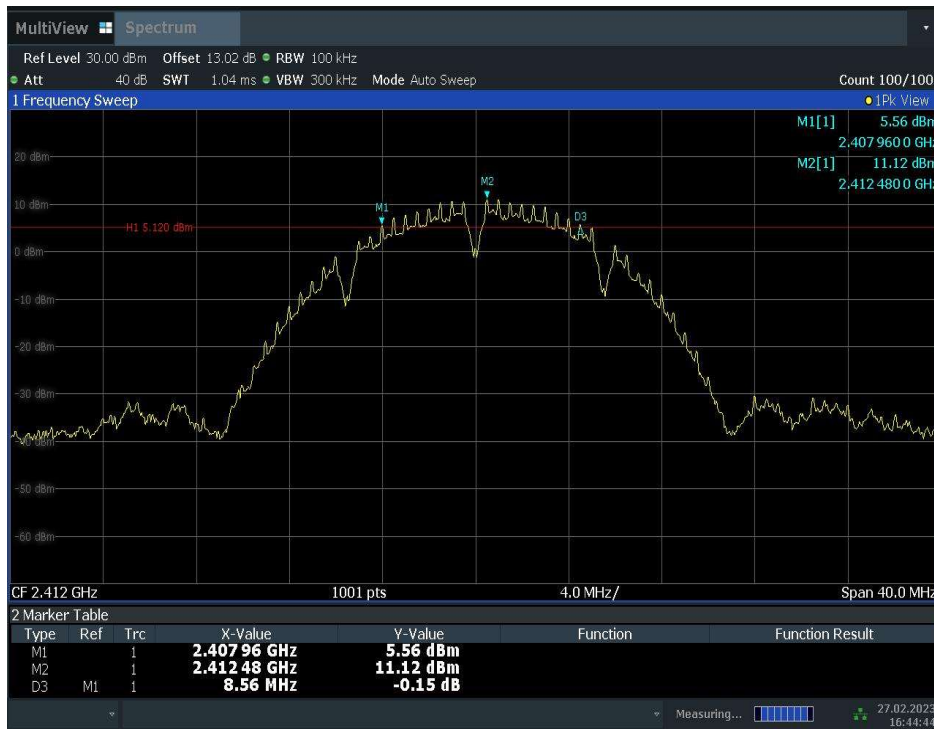 MultiView Spectrum
Ref Level 30.00 dBm Offset 13.02 dB RBW 100 kHz
Att 40 dB SWT 1.04 ms VBW 300 kHz Mode Auto Sweep Count 100/100
1 Frequency Sweep 1Pk View
M1[1] 5.56 dBm
2.407 960 0 GHz
M2[1] 11.12 dBm
2.412 480 0 GHz
20 dBm
M2
10 dBm
M1
D3
H1 5.120 dBm
0 dBm
-10 dBm
-20 dBm
-30 dBm
-40 dBm
-50 dBm
-60 dBm
CF 2.412 GHz 1001 pts 4.0 MHz/ Span 40.0 MHz
2 Marker Table
Type Ref Trc X-Value Y-Value Function Function Result
M1 1 2.407 96 GHz 5.56 dBm
M2 1 2.412 48 GHz 11.12 dBm
D3 M1 1 8.56 MHz -0.15 dB
Measuring... 27.02.2023
16:44:44